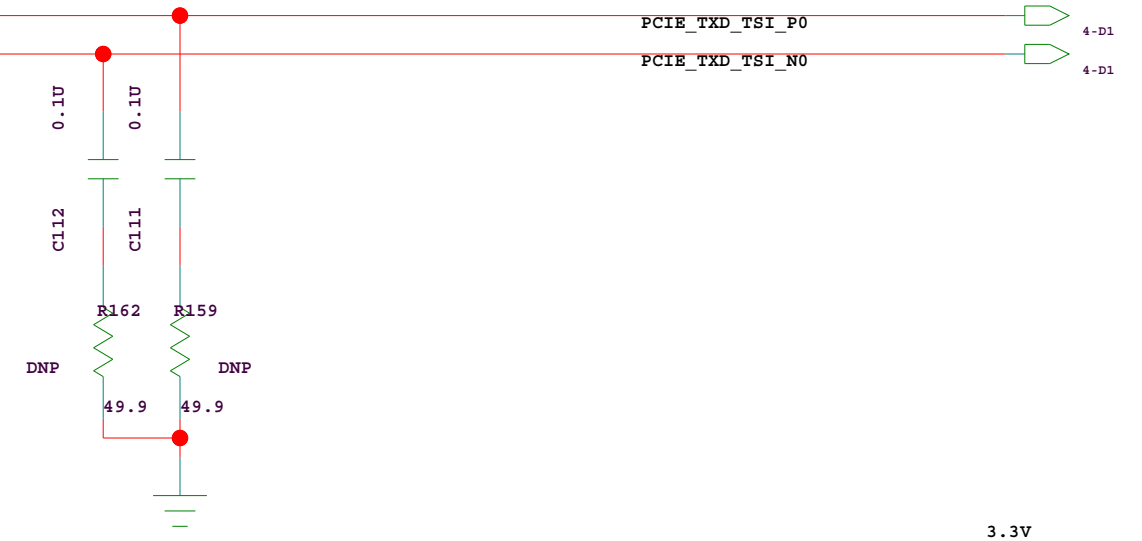 PCIE_TXD_TSI_P0
4-D1
PCIE_TXD_TSI_N0
4-D1
0.1U
0.1U
C112
C111
R162
R159
DNP
DNP
49.9
49.9
3.3V